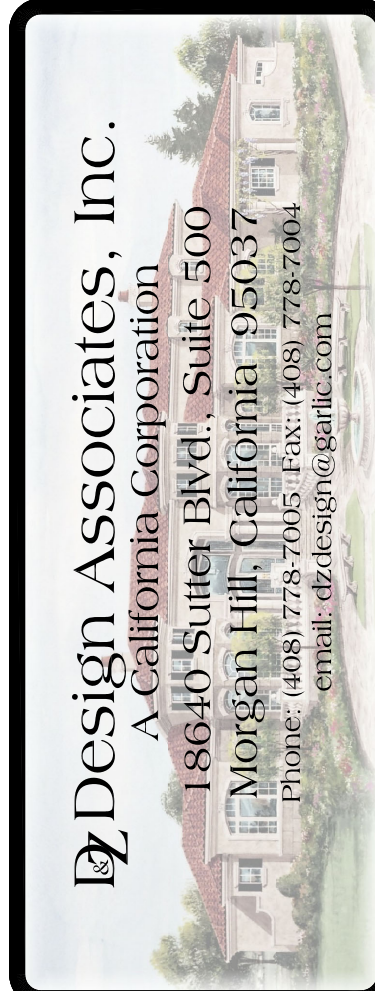 D&Z Design Associates, Inc.
A California Corporation
18640 Sutter Blvd., Suite 500
Morgan Hill, California 95037
Phone: (408) 778-7005 Fax: (408) 778-7004
email: dzdesign@garlic.com